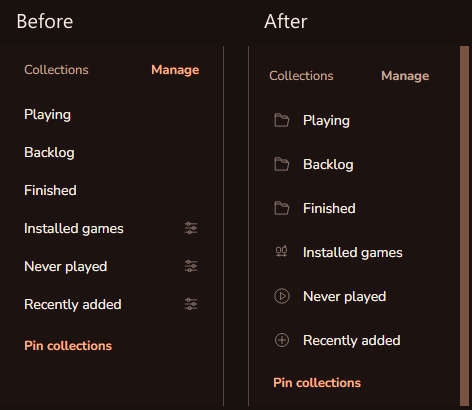 Before
Collections Manage
Playing
Backlog
Finished
Installed games
Never played
Recently added
Pin collections
After
Collections Manage
Playing
Backlog
Finished
Installed games
Never played
Recently added
Pin collections